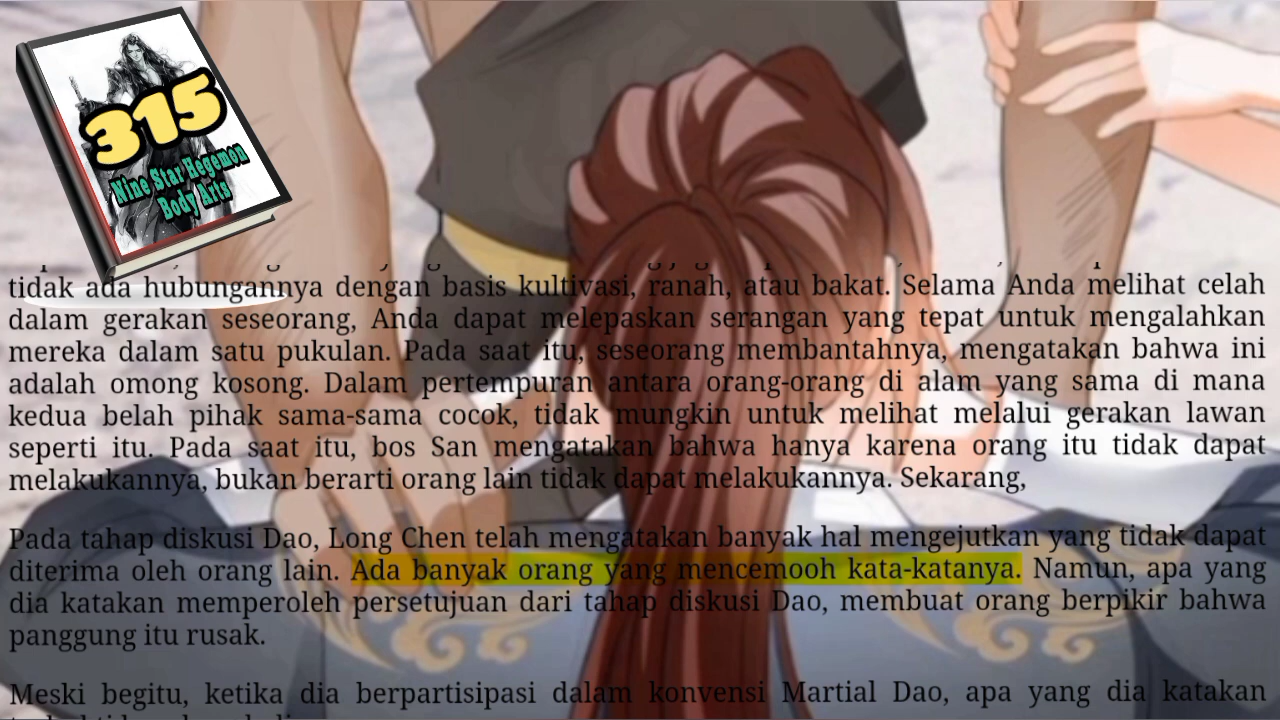 315
Nine Star Hegemon
Body Arts
tidak ada hubungannya dengan basis kultivasi, ranah, atau bakat. Selama Anda melihat celah
dalam gerakan seseorang, Anda dapat melepaskan serangan yang tepat untuk mengalahkan
mereka dalam satu pukulan. Pada saat itu, seseorang membantahnya, mengatakan bahwa ini
adalah omong kosong. Dalam pertempuran antara orang-orang di alam yang sama di mana
kedua belah pihak sama-sama cocok, tidak mungkin untuk melihat melalui gerakan lawan
seperti itu. Pada saat itu, bos San mengatakan bahwa hanya karena orang itu tidak dapat
melakukannya, bukan berarti orang lain tidak dapat melakukannya. Sekarang,
Pada tahap diskusi Dao, Long Chen telah mengatakan banyak hal mengejutkan yang tidak dapat
diterima oleh orang lain. Ada banyak orang yang mencemooh kata-katanya. Namun, apa yang
dia katakan memperoleh persetujuan dari tahap diskusi Dao, membuat orang berpikir bahwa
panggung itu rusak.
Meski begitu, ketika dia berpartisipasi dalam konvensi Martial Dao, apa yang dia katakan